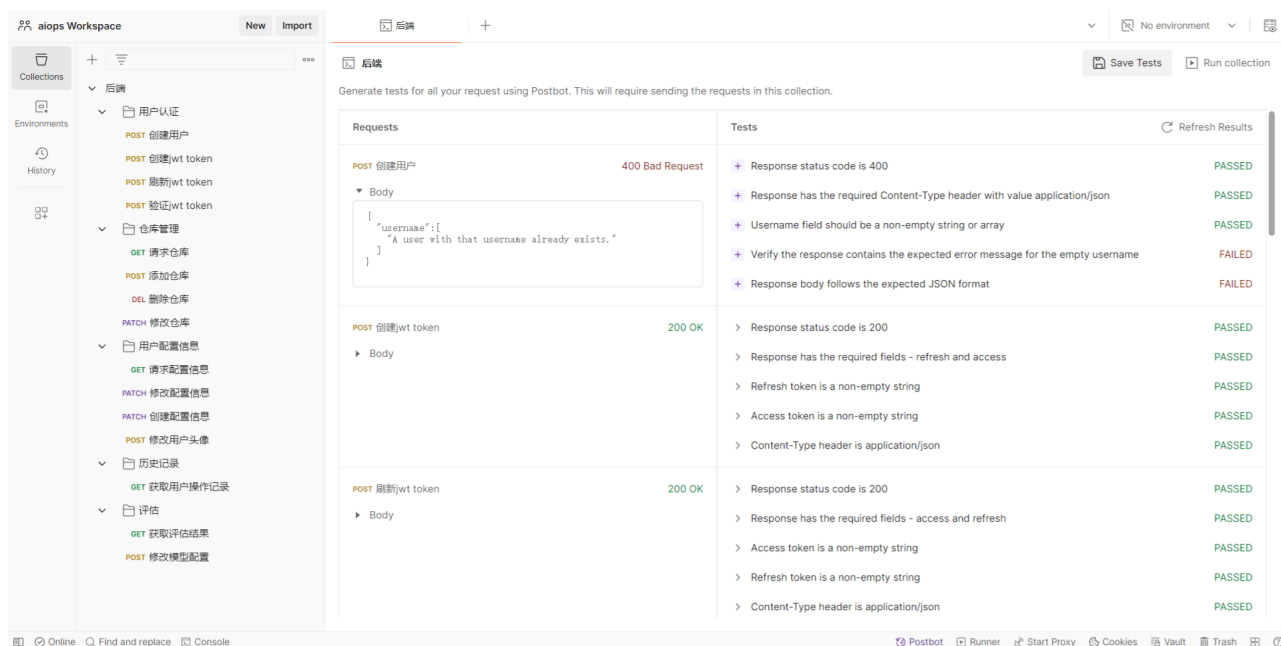 aiops Workspace
New
Import
后端
No environment
Collections
Environments
History
后端
用户认证
POST 创建用户
POST 创建jwt token
POST 刷新jwt token
POST 验证jwt token
仓库管理
GET 请求仓库
POST 添加仓库
DEL 删除仓库
PATCH 修改仓库
用户配置信息
GET 请求配置信息
PATCH 修改配置信息
PATCH 创建配置信息
POST 修改用户头像
历史记录
GET 获取用户操作记录
评估
GET 获取评估结果
POST 修改模型配置
后端
Save Tests
Run collection
Generate tests for all your request using Postbot. This will require sending the requests in this collection.
Requests
Tests
Refresh Results
POST 创建用户
400 Bad Request
Body
{
"username":[
"A user with that username already exists."
]
}
Response status code is 400 PASSED
Response has the required Content-Type header with value application/json PASSED
Username field should be a non-empty string or array PASSED
Verify the response contains the expected error message for the empty username FAILED
Response body follows the expected JSON format FAILED
POST 创建jwt token
200 OK
Body
Response status code is 200 PASSED
Response has the required fields - refresh and access PASSED
Refresh token is a non-empty string PASSED
Access token is a non-empty string PASSED
Content-Type header is application/json PASSED
POST 刷新jwt token
200 OK
Body
Response status code is 200 PASSED
Response has the required fields - access and refresh PASSED
Access token is a non-empty string PASSED
Refresh token is a non-empty string PASSED
Content-Type header is application/json PASSED
Online
Find and replace
Console
Postbot
Runner
Start Proxy
Cookies
Vault
Trash